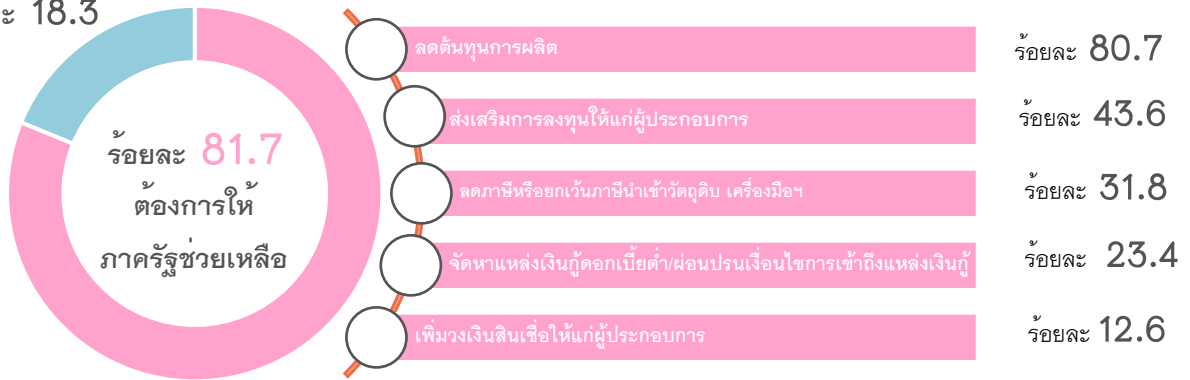 18.3
ร้อยละ 81.7
ต้องการให้
ภาครัฐช่วยเหลือ
ลดต้นทุนการผลิต ร้อยละ 80.7
ส่งเสริมการลงทุนให้แก่ผู้ประกอบการ ร้อยละ 43.6
ลดภาษีหรือยกเว้นภาษีนำเข้าวัตถุดิบ เครื่องมือฯ ร้อยละ 31.8
จัดหาแหล่งเงินกู้ดอกเบี้ยต่ำ/ผ่อนปรนเงื่อนไขการเข้าถึงแหล่งเงินกู้ ร้อยละ 23.4
เพิ่มวงเงินสินเชื่อให้แก่ผู้ประกอบการ ร้อยละ 12.6